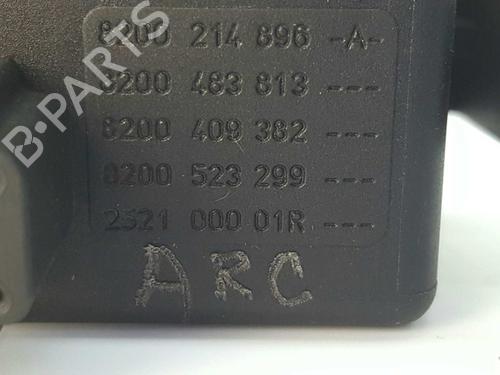 B-PARTS
8200 214 896 -A-
8200 463 813 ---
8200 409 382 ---
8200 523 299 ---
2521 000 01R ---
ARC